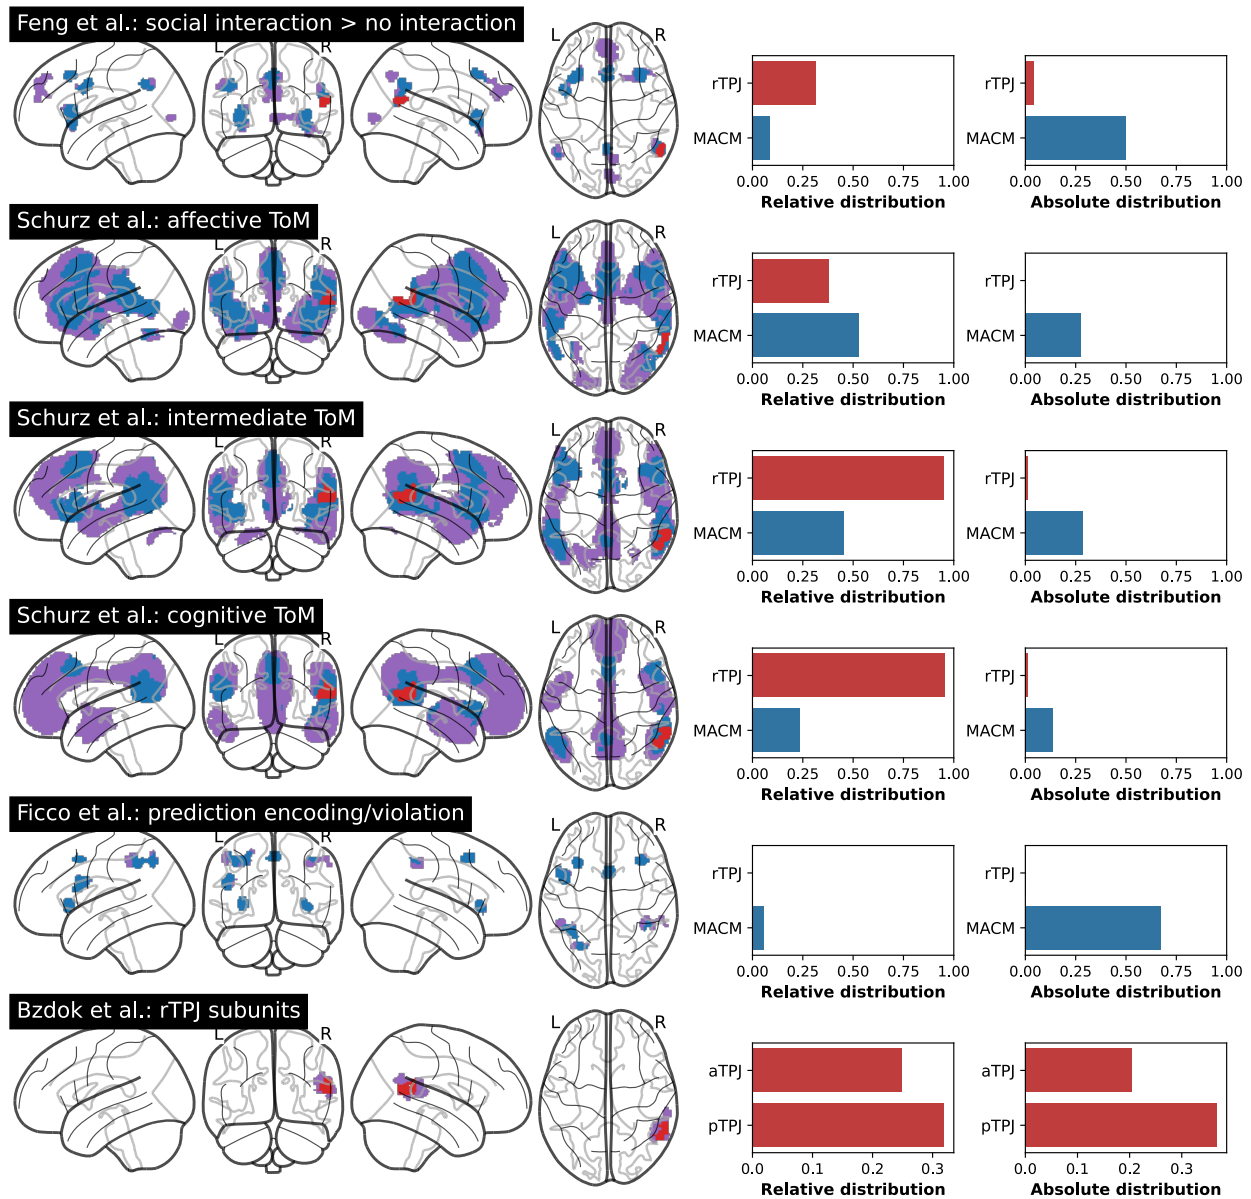 Feng et al.: social interaction > no interaction
L R L R
rTPJ rTPJ
MACM MACM
0.00 0.25 0.50 0.75 1.00 0.00 0.25 0.50 0.75 1.00
Relative distribution Absolute distribution
Schurz et al.: affective ToM
L R L R
rTPJ rTPJ
MACM MACM
0.00 0.25 0.50 0.75 1.00 0.00 0.25 0.50 0.75 1.00
Relative distribution Absolute distribution
Schurz et al.: intermediate ToM
L R L R
rTPJ rTPJ
MACM MACM
0.00 0.25 0.50 0.75 1.00 0.00 0.25 0.50 0.75 1.00
Relative distribution Absolute distribution
Schurz et al.: cognitive ToM
L R L R
rTPJ rTPJ
MACM MACM
0.00 0.25 0.50 0.75 1.00 0.00 0.25 0.50 0.75 1.00
Relative distribution Absolute distribution
Ficco et al.: prediction encoding/violation
L R L R
rTPJ rTPJ
MACM MACM
0.00 0.25 0.50 0.75 1.00 0.00 0.25 0.50 0.75 1.00
Relative distribution Absolute distribution
Bzdok et al.: rTPJ subunits
L R L R
aTPJ aTPJ
pTPJ pTPJ
0.0 0.1 0.2 0.3 0.0 0.1 0.2 0.3
Relative distribution Absolute distribution